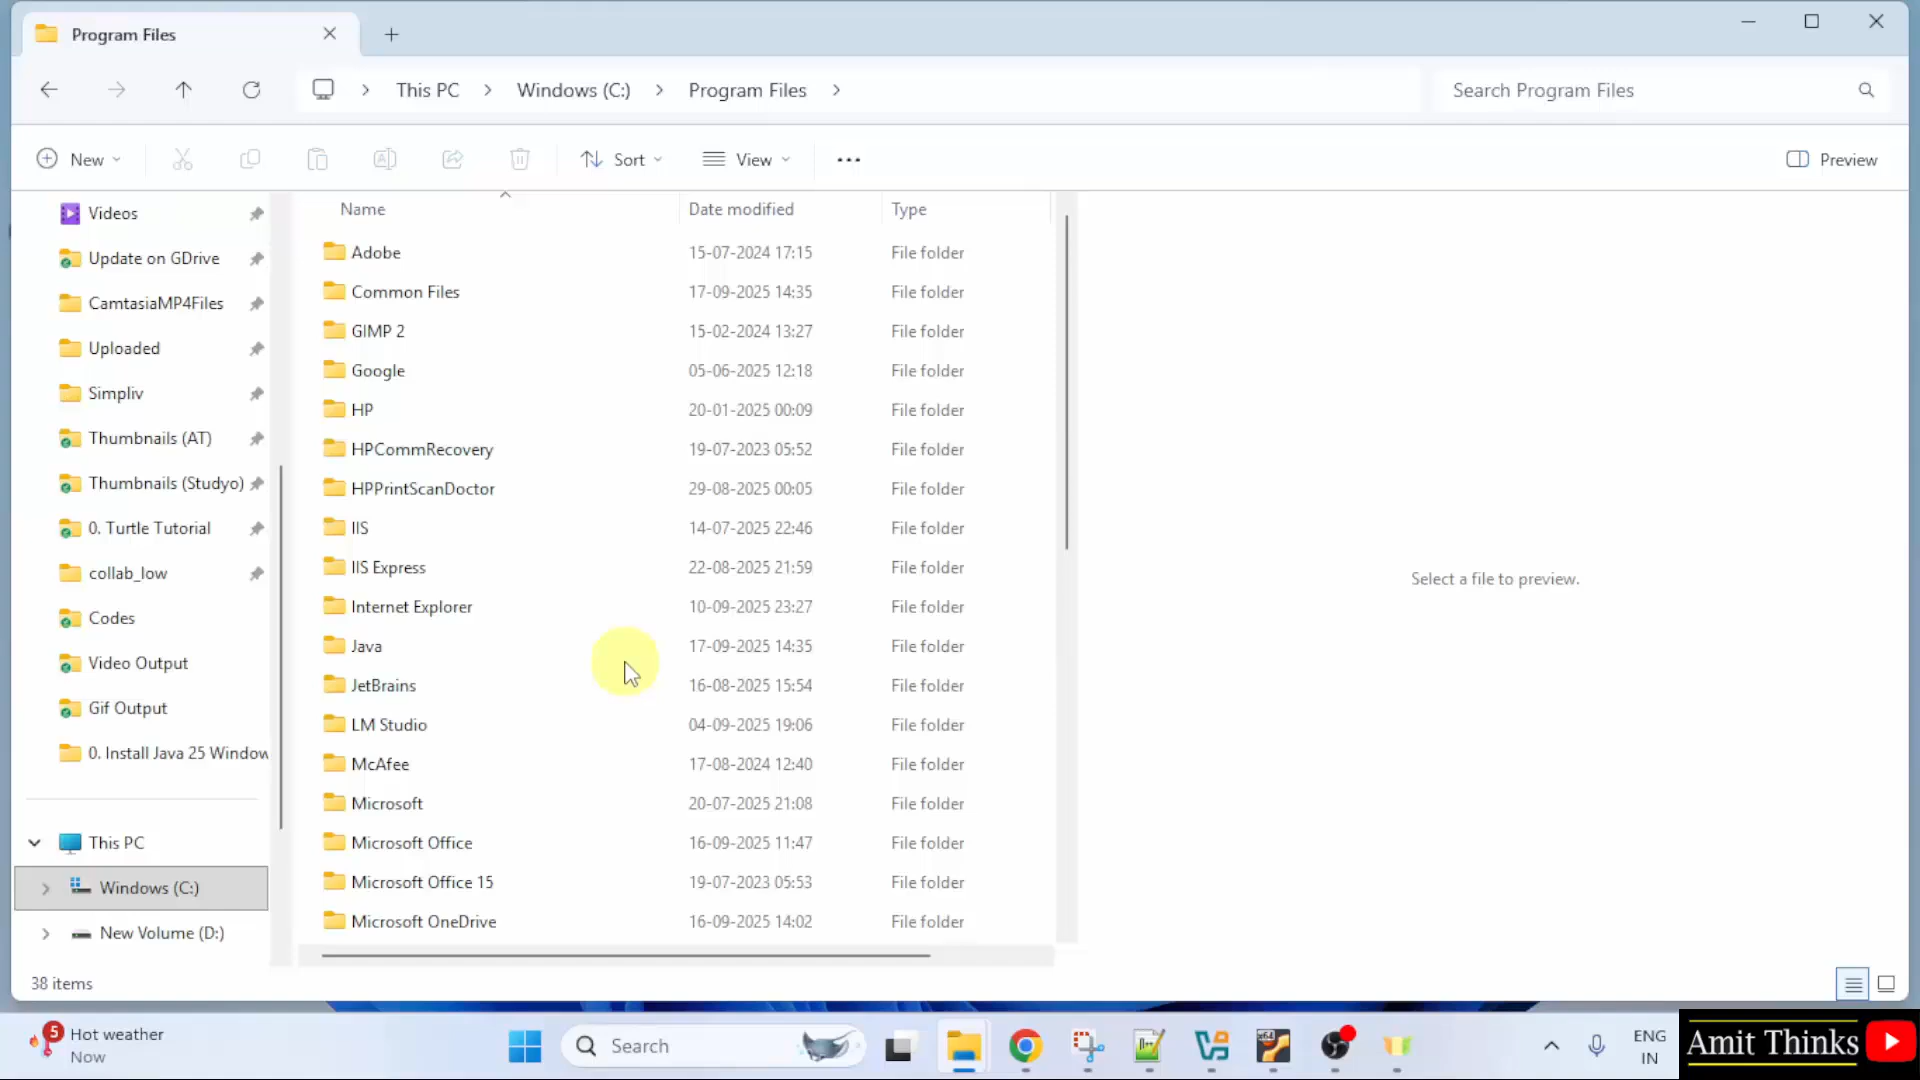 Program Files
This PC > Windows (C:) > Program Files >
Search Program Files
New
Sort
View
Preview
Videos
Update on GDrive
CamtasiaMP4Files
Uploaded
Simpliv
Thumbnails (AT)
Thumbnails (Studyo)
0. Turtle Tutorial
collab_low
Codes
Video Output
Gif Output
0. Install Java 25 Window
This PC
Windows (C:)
New Volume (D:)
Name Date modified Type
Adobe 15-07-2024 17:15 File folder
Common Files 17-09-2025 14:35 File folder
GIMP 2 15-02-2024 13:27 File folder
Google 05-06-2025 12:18 File folder
HP 20-01-2025 00:09 File folder
HPCommRecovery 19-07-2023 05:52 File folder
HPPrintScanDoctor 29-08-2025 00:05 File folder
IIS 14-07-2025 22:46 File folder
IIS Express 22-08-2025 21:59 File folder
Internet Explorer 10-09-2025 23:27 File folder
Java 17-09-2025 14:35 File folder
JetBrains 16-08-2025 15:54 File folder
LM Studio 04-09-2025 19:06 File folder
McAfee 17-08-2024 12:40 File folder
Microsoft 20-07-2025 21:08 File folder
Microsoft Office 16-09-2025 11:47 File folder
Microsoft Office 15 19-07-2023 05:53 File folder
Microsoft OneDrive 16-09-2025 14:02 File folder
Select a file to preview.
38 items
5
Hot weather
Now
Search
ENG
IN
Amit Thinks